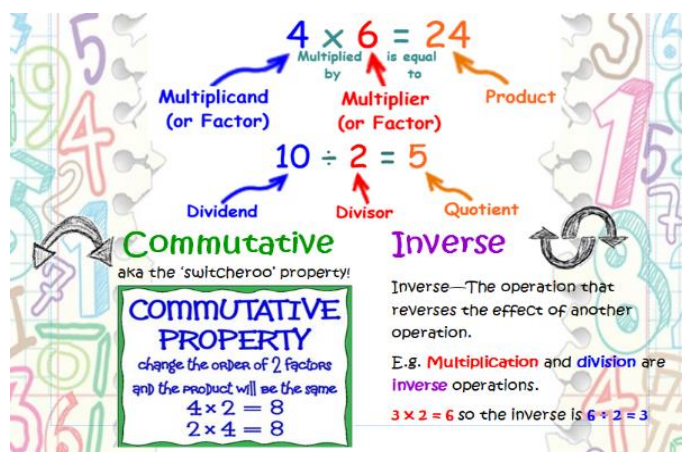 4 × 6 = 24
Multiplied by is equal to
Multiplicand (or Factor)
Multiplier (or Factor)
Product
10 ÷ 2 = 5
Dividend
Divisor
Quotient
Commutative
aka the 'switcheroo' property!
COMMUTATIVE
PROPERTY
change the order of 2 factors
and the product will be the same
4 × 2 = 8
2 × 4 = 8
Inverse
Inverse—The operation that
reverses the effect of another
operation.
E.g. Multiplication and division are
inverse operations.
3 x 2 = 6 so the inverse is 6 ÷ 2 = 3